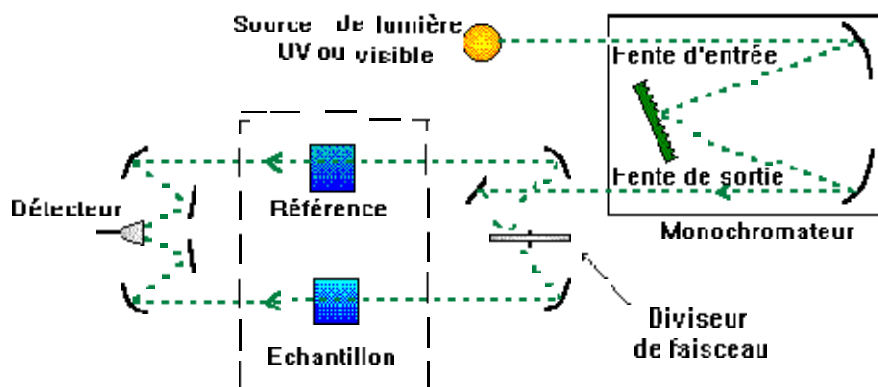 Source de lumière
UV ou visible
Fente d'entrée
Fente de sortie
Monochromateur
Détecteur
Référence
Echantillon
Diviseur
de faisceau